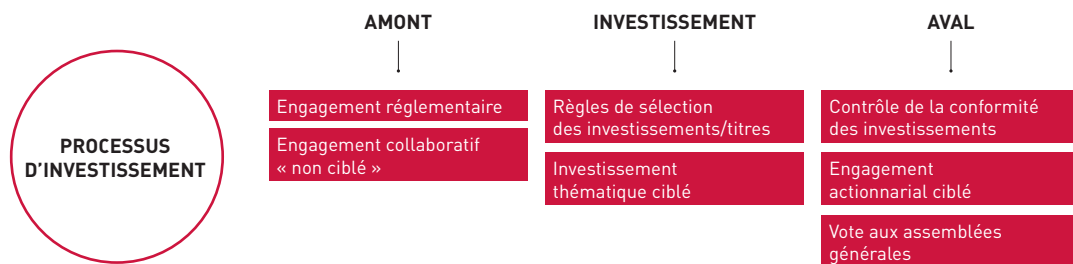 PROCESSUS
D'INVESTISSEMENT
AMONT
Engagement réglementaire
Engagement collaboratif
« non ciblé »
INVESTISSEMENT
Règles de sélection
des investissements/titres
Investissement
thématique ciblé
AVAL
Contrôle de la conformité
des investissements
Engagement
actionnarial ciblé
Vote aux assemblées
générales